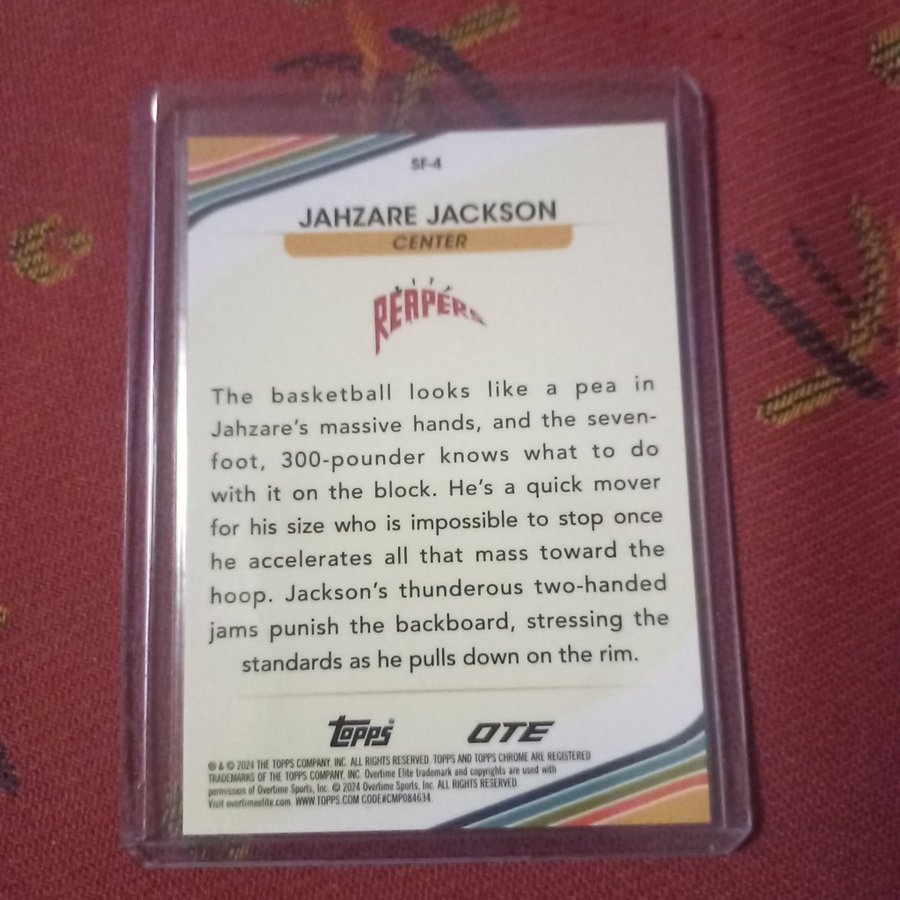 SF-4
JAHZARE JACKSON
CENTER
CITY
REAPERS
The basketball looks like a pea in
Jahzare's massive hands, and the seven-
foot, 300-pounder knows what to do
with it on the block. He's a quick mover
for his size who is impossible to stop once
he accelerates all that mass toward the
hoop. Jackson's thunderous two-handed
jams punish the backboard, stressing the
standards as he pulls down on the rim.
Topps® OTE
® & © 2024 THE TOPPS COMPANY, INC. ALL RIGHTS RESERVED. TOPPS AND TOPPS CHROME ARE REGISTERED
TRADEMARKS OF THE TOPPS COMPANY, INC. Overtime Elite trademark and copyrights are used with
permission of Overtime Sports, Inc. © 2024 Overtime Sports, Inc. ALL RIGHTS RESERVED.
Visit overtimeelite.com. WWW.TOPPS.COM CODE#CMP084634